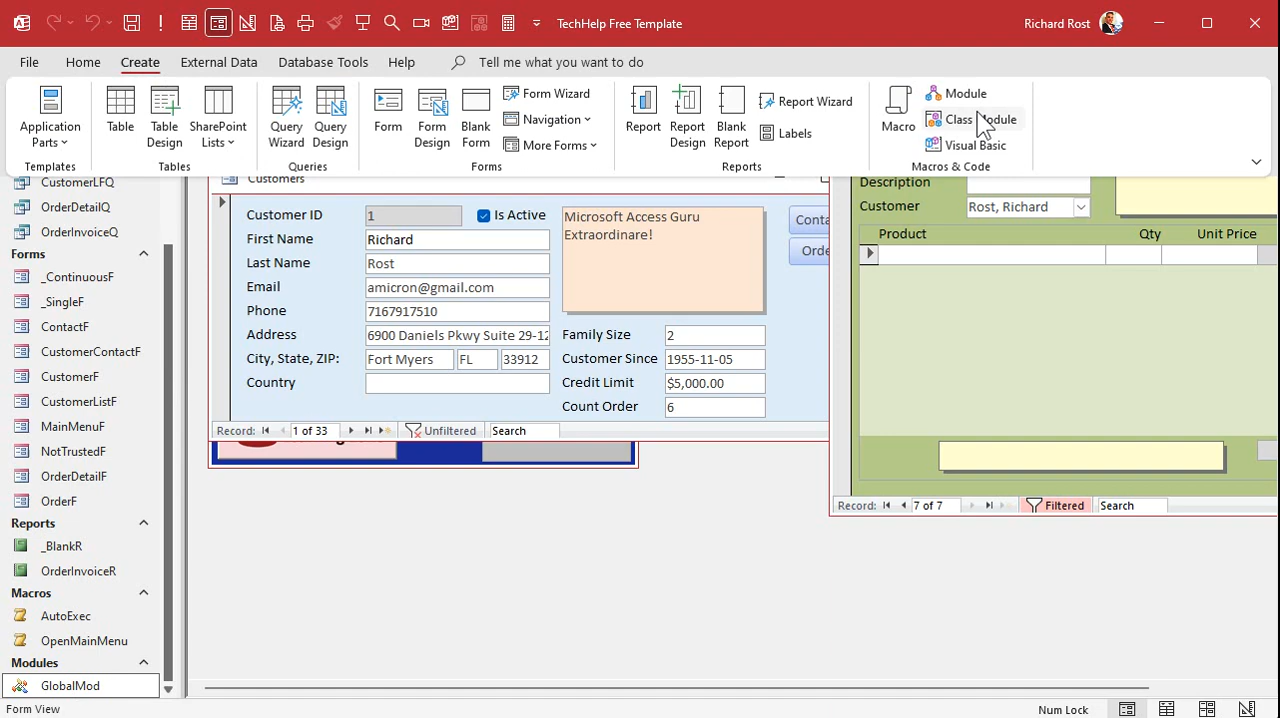 TechHelp Free Template
Richard Rost
File
Home
Create
External Data
Database Tools
Help
Tell me what you want to do
Application
Parts
Templates
Table
Table
Design
SharePoint
Lists
Tables
Query
Wizard
Query
Design
Queries
Form
Form
Design
Blank
Form
Form Wizard
Navigation
More Forms
Forms
Report
Report
Design
Blank
Report
Report Wizard
Labels
Reports
Macro
Module
Class Module
Visual Basic
Macros & Code
CustomerLFQ
OrderDetailQ
OrderInvoiceQ
Forms
_ContinuousF
_SingleF
ContactF
CustomerContactF
CustomerF
CustomerListF
MainMenuF
NotTrustedF
OrderDetailF
OrderF
Reports
_BlankR
OrderInvoiceR
Macros
AutoExec
OpenMainMenu
Modules
GlobalMod
Customers
Customer ID 1
Is Active
First Name Richard
Last Name Rost
Email amicron@gmail.com
Phone 7167917510
Address 6900 Daniels Pkwy Suite 29-12
City, State, ZIP: Fort Myers FL 33912
Country
Microsoft Access Guru
Extraordinare!
Family Size 2
Customer Since 1955-11-05
Credit Limit $5,000.00
Count Order 6
Conta
Orde
Record: 1 of 33 Unfiltered Search
Description
Customer Rost, Richard
Product Qty Unit Price
Record: 7 of 7 Filtered Search
Form View
Num Lock